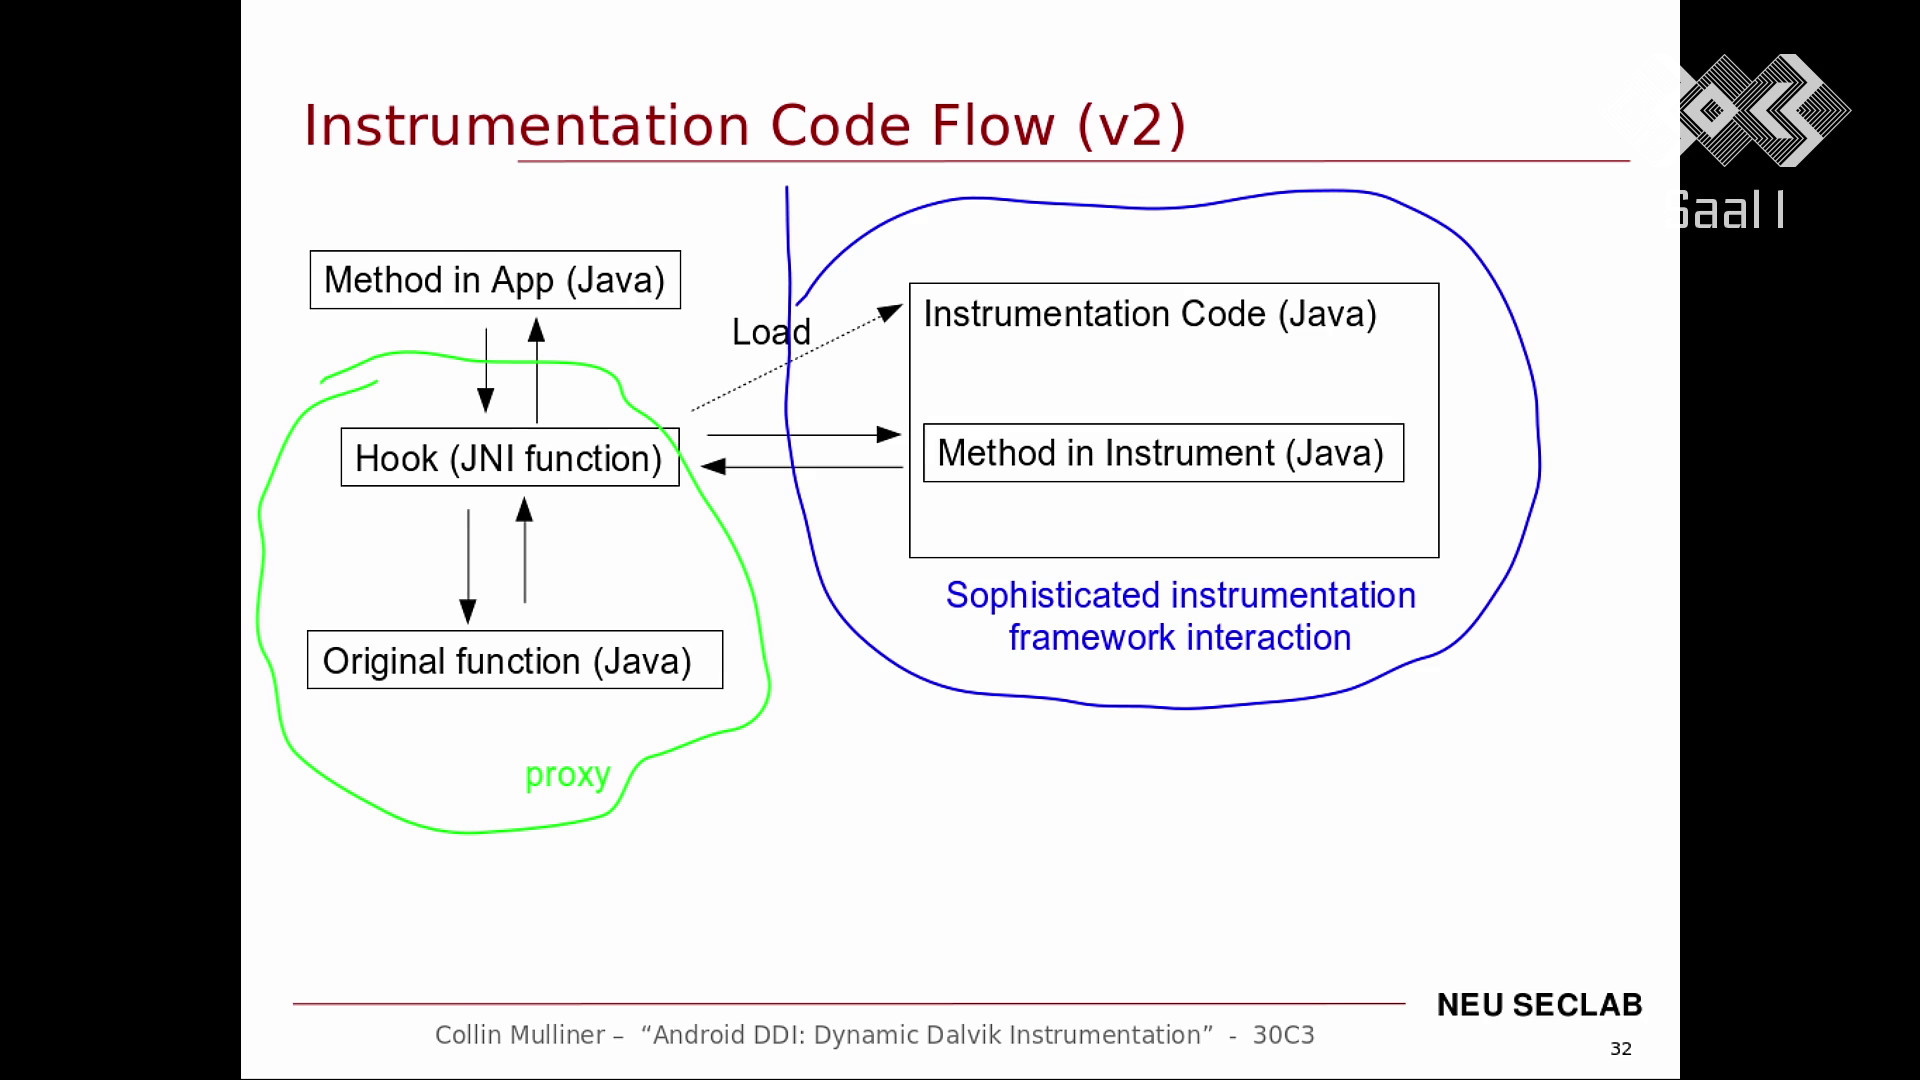 Instrumentation Code Flow (v2)
Saal 1
Method in App (Java)
Load
Instrumentation Code (Java)
Hook (JNI function)
Method in Instrument (Java)
Sophisticated instrumentation
framework interaction
Original function (Java)
proxy
NEU SECLAB
Collin Mulliner – “Android DDI: Dynamic Dalvik Instrumentation” - 30C3
32